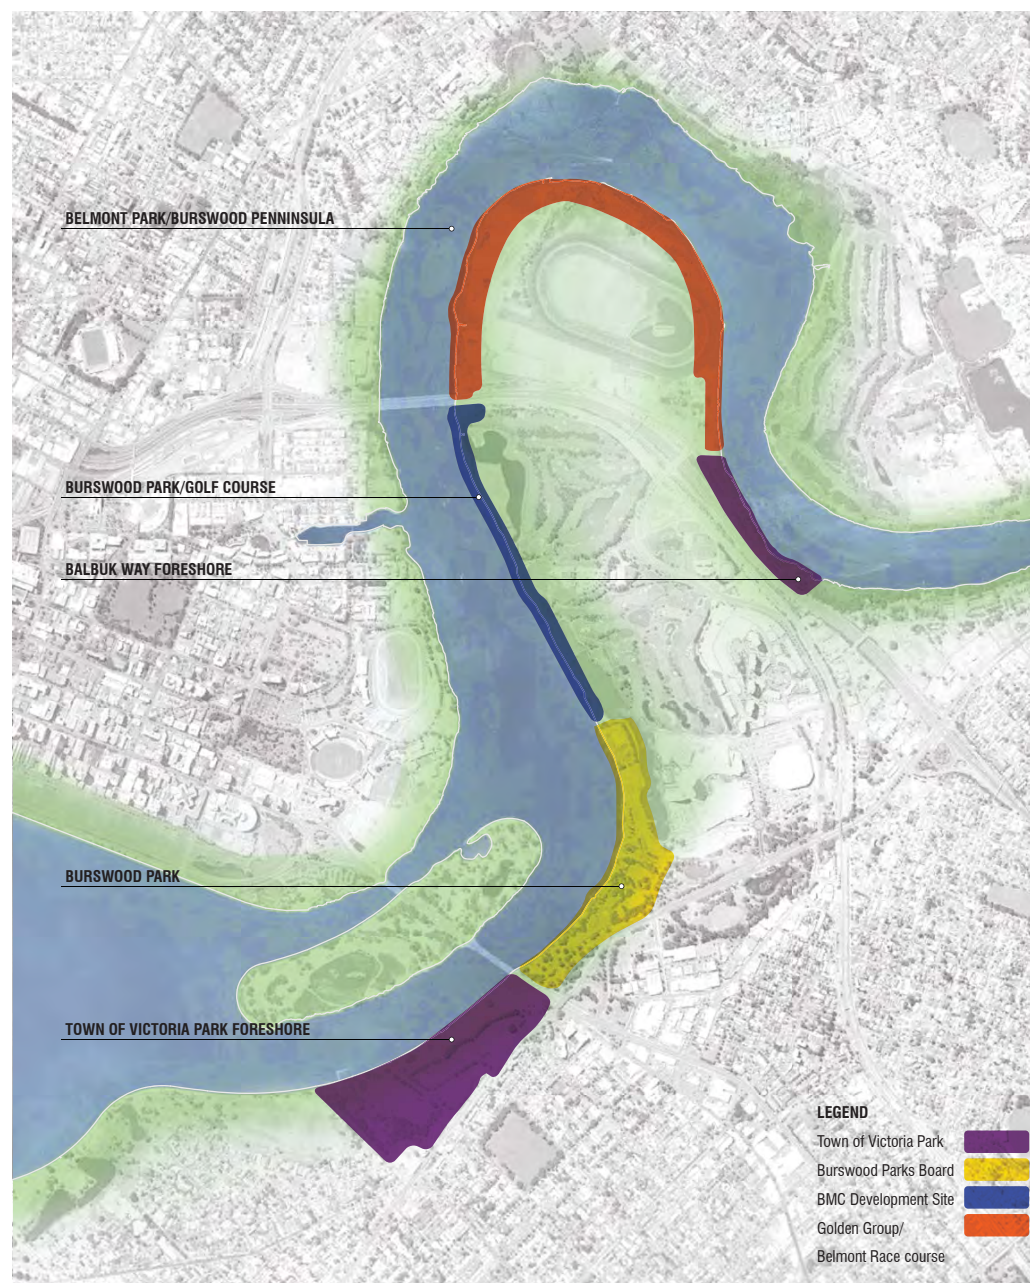 BELMONT PARK/BURSWOOD PENNINSULA
BURSWOOD PARK/GOLF COURSE
BALBUK WAY FORESHORE
BURSWOOD PARK
TOWN OF VICTORIA PARK FORESHORE
LEGEND
Town of Victoria Park
Burswood Parks Board
BMC Development Site
Golden Group/
Belmont Race course